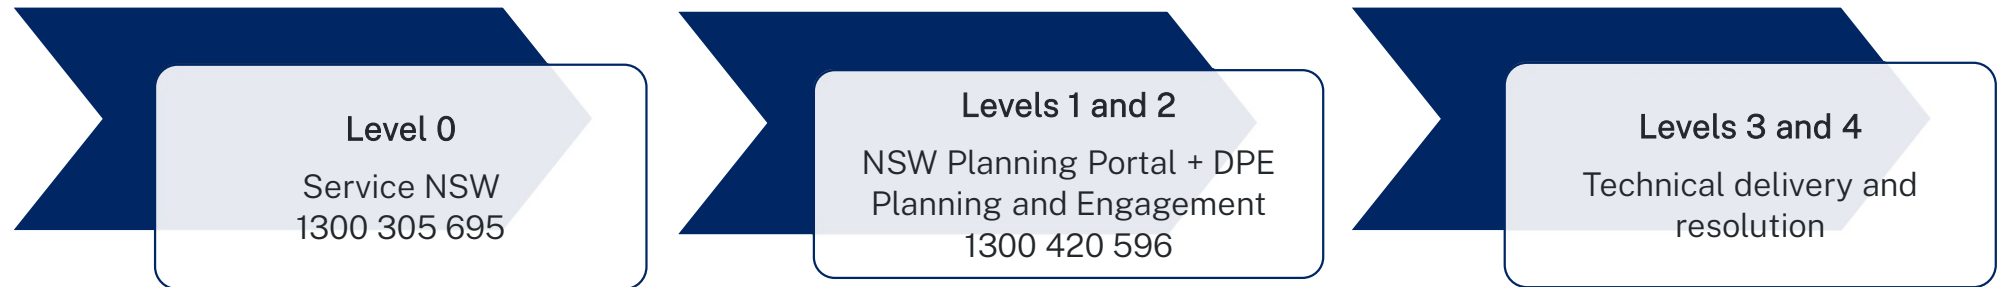 Level 0
Service NSW
1300 305 695
Levels 1 and 2
NSW Planning Portal + DPE
Planning and Engagement
1300 420 596
Levels 3 and 4
Technical delivery and
resolution